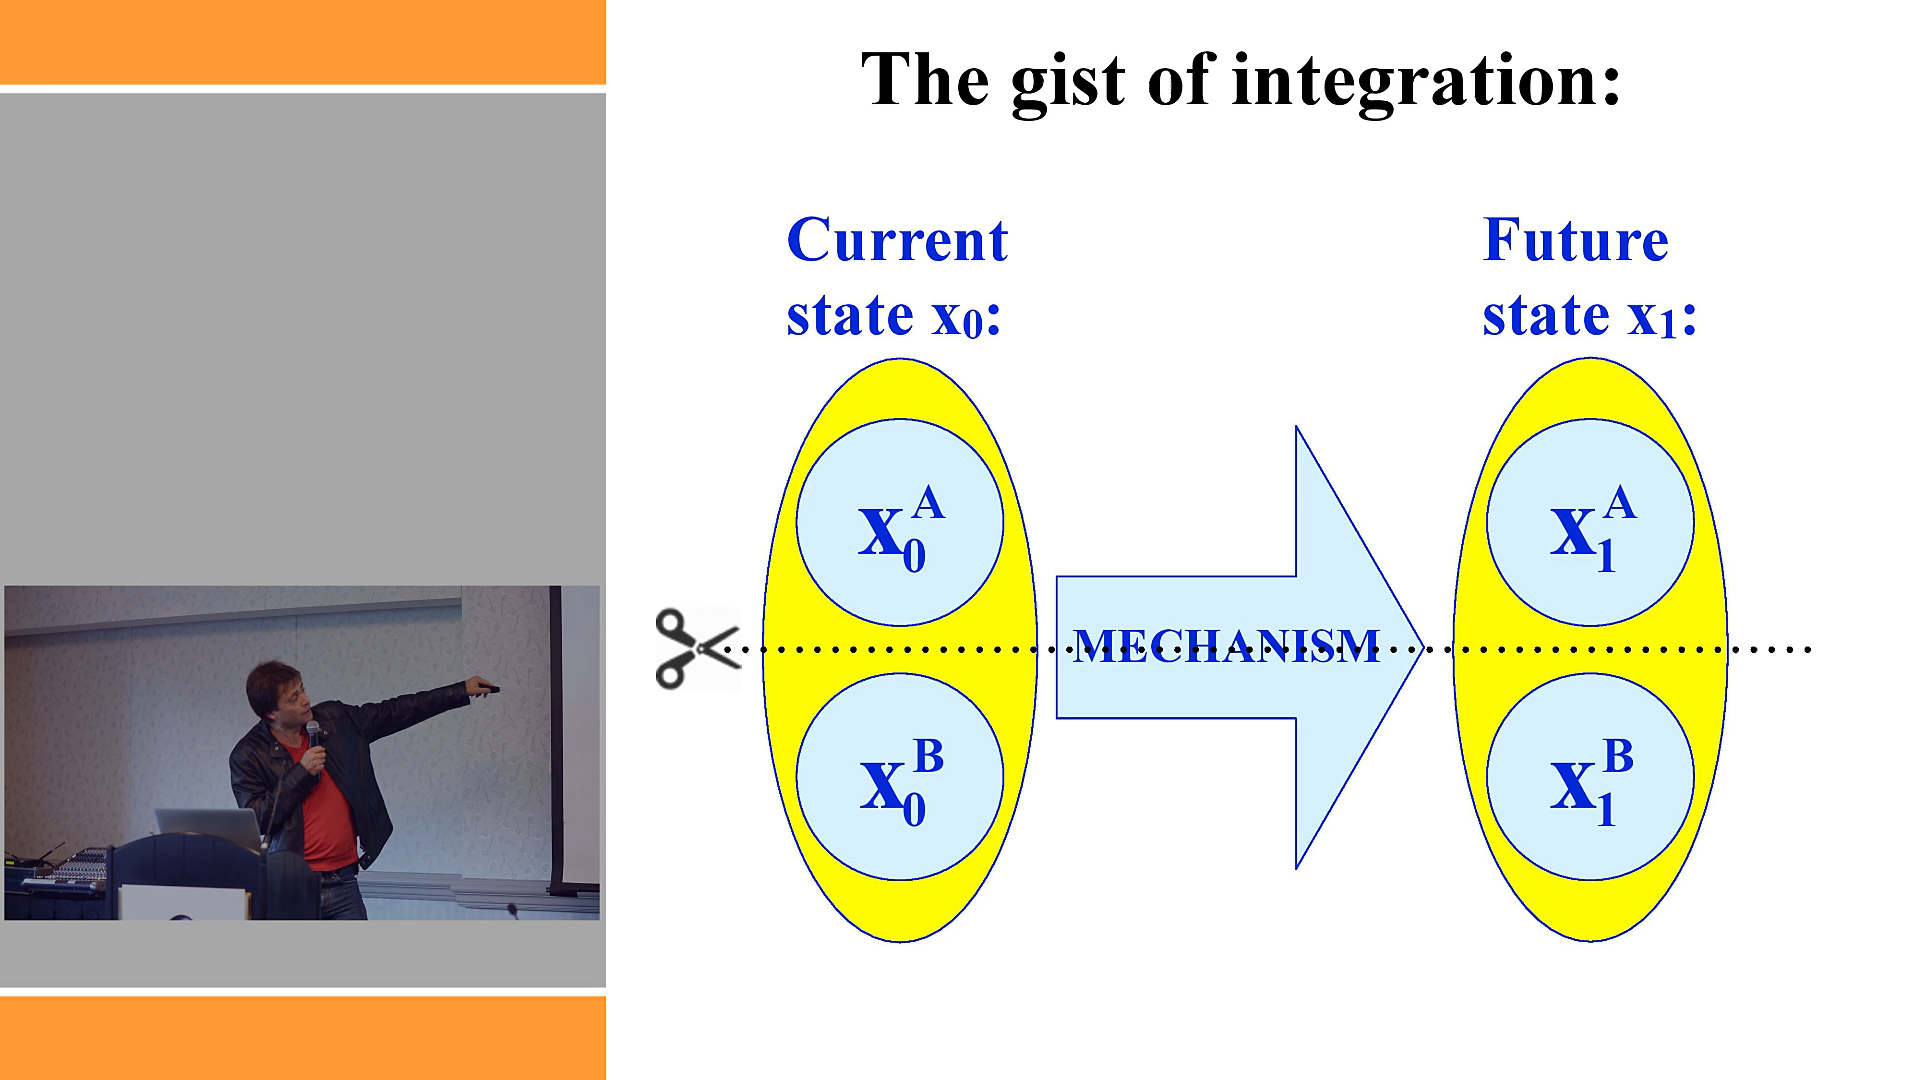 The gist of integration:
Current
state x₀:
Future
state x₁:
x₀ᴬ
x₁ᴬ
MECHANISM
x₀ᴮ
x₁ᴮ